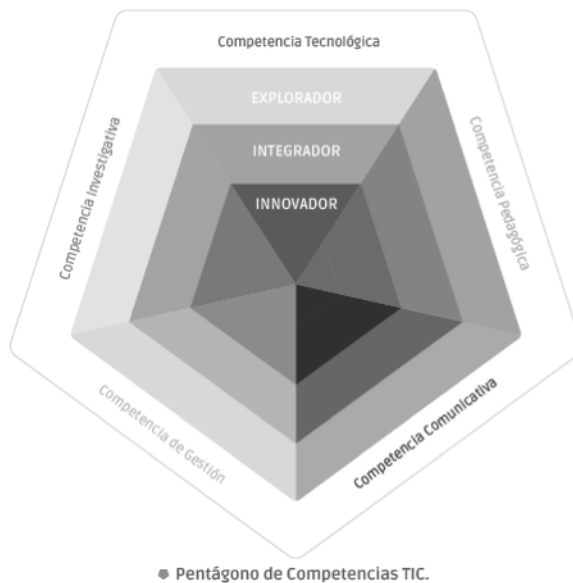 Competencia Tecnológica
EXPLORADOR
INTEGRADOR
INNOVADOR
Competencia Investigativa
Competencia Pedagógica
Competencia de Gestión
Competencia Comunicativa
Pentágono de Competencias TIC.